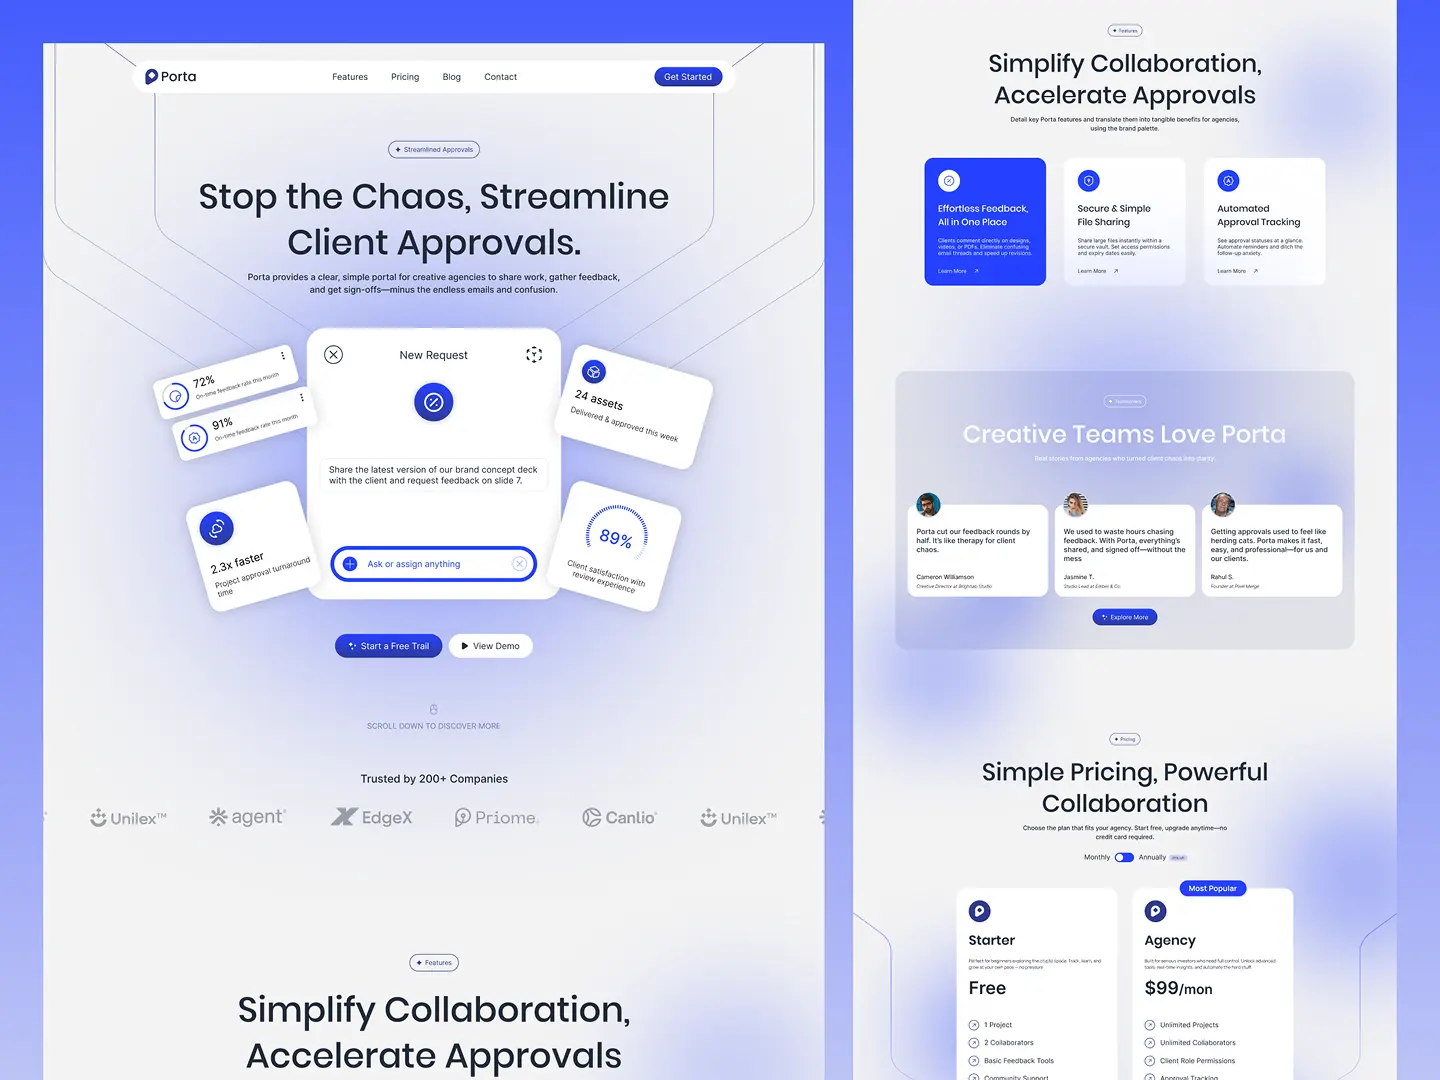 Porta
Features
Pricing
Blog
Contact
Get Started
Streamlined Approvals
Stop the Chaos, Streamline
Client Approvals.
Porta provides a clear, simple portal for creative agencies to share work, gather feedback,
and get sign-offs—minus the endless emails and confusion.
72%
On-time feedback rate this month
91%
On-time feedback rate this month
2.3x faster
Project approval turnaround
time
New Request
Share the latest version of our brand concept deck
with the client and request feedback on slide 7.
Ask or assign anything
24 assets
Delivered & approved this week
89%
Client satisfaction with
review experience
Start a Free Trail
View Demo
SCROLL DOWN TO DISCOVER MORE
Trusted by 200+ Companies
Unilex™
agent
EdgeX
Priome
Canlio
Unilex™
Features
Simplify Collaboration,
Accelerate Approvals
Features
Simplify Collaboration,
Accelerate Approvals
Detail key Porta features and translate them into tangible benefits for agencies,
using the brand palette.
Effortless Feedback,
All in One Place
Clients comment directly on designs,
videos, or PDFs. Eliminate confusing
email threads and speed up revisions.
Learn More
Secure & Simple
File Sharing
Share large files instantly within a
secure vault. Set access permissions
and expiry dates easily.
Learn More
Automated
Approval Tracking
See approval statuses at a glance.
Automate reminders and ditch the
follow-up anxiety.
Learn More
Testimonials
Creative Teams Love Porta
Real stories from agencies who turned client chaos into clarity.
Porta cut our feedback rounds by
half. It's like therapy for client
chaos.
Cameron Williamson
Creative Director at Brightlab Studio
We used to waste hours chasing
feedback. With Porta, everything's
shared, and signed off—without the
mess
Jasmine T.
Studio Lead at Ember & Co.
Getting approvals used to feel like
herding cats. Porta makes it fast,
easy, and professional—for us and
our clients.
Rahul S.
Founder at Pixel Merge
Explore More
Pricing
Simple Pricing, Powerful
Collaboration
Choose the plan that fits your agency. Start free, upgrade anytime—no
credit card required.
Monthly
Annually
Starter
Perfect for beginners exploring the crypto space. Track, learn, and
grow at your own pace — no pressure.
Free
1 Project
2 Collaborators
Basic Feedback Tools
Community Support
Most Popular
Agency
Built for serious investors who need full control. Unlock advanced
tools, real-time insights, and automate the hard stuff.
$99/mon
Unlimited Projects
Unlimited Collaborators
Client Role Permissions
Approval Tracking